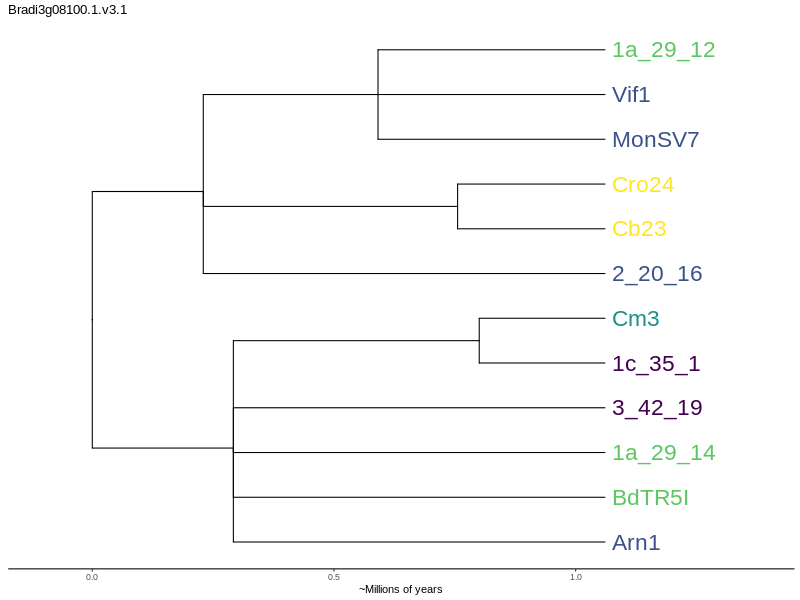 Bradi3g08100.1.v3.1
1a_29_12
Vif1
MonSV7
Cro24
Cb23
2_20_16
Cm3
1c_35_1
3_42_19
1a_29_14
BdTR5I
Arn1
0.0 0.5 1.0
~Millions of years